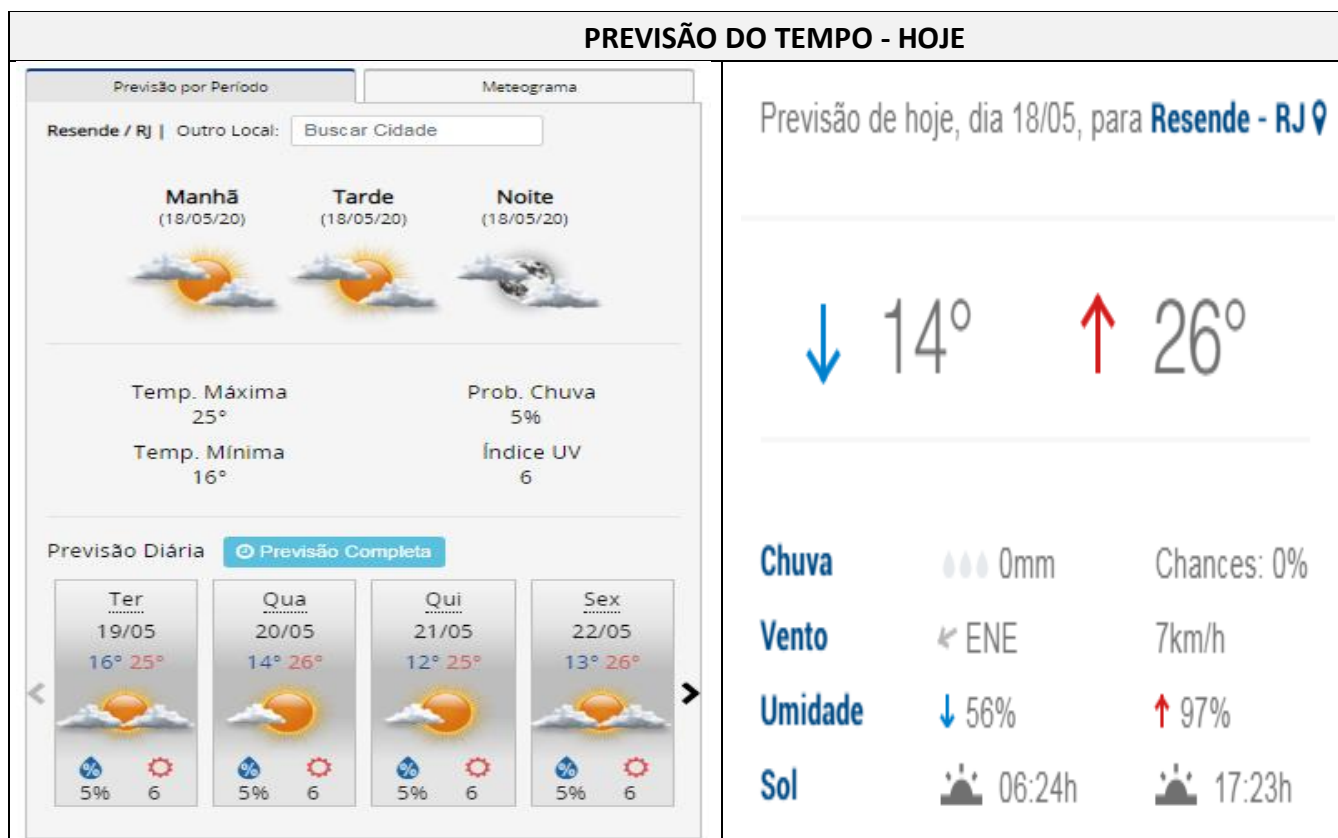 PREVISÃO DO TEMPO - HOJE
Previsão por Período
Meteograma
Resende / RJ | Outro Local: Buscar Cidade
Manhã Tarde Noite
(18/05/20) (18/05/20) (18/05/20)
Temp. Máxima Prob. Chuva
25° 5%
Temp. Mínima Índice UV
16° 6
Previsão Diária Previsão Completa
Ter Qua Qui Sex
19/05 20/05 21/05 22/05
16° 25° 14° 26° 12° 25° 13° 26°
% % % %
5% 6 5% 6 5% 6 5% 6
Previsão de hoje, dia 18/05, para Resende - RJ
14° 26°
Chuva 0mm Chances: 0%
Vento ENE 7km/h
Umidade 56% 97%
Sol 06:24h 17:23h